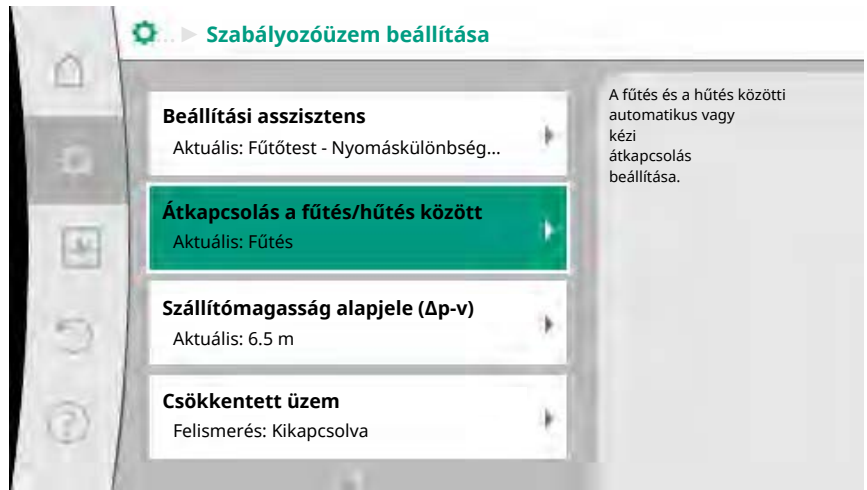 Szabályozóüzem beállítása
Beállítási asszisztens
Aktuális: Fűtőtest - Nyomáskülönbség...
Átkapcsolás a fűtés/hűtés között
Aktuális: Fűtés
Szállítómagasság alapjele (Δp-v)
Aktuális: 6.5 m
Csökkentett üzem
Felismerés: Kikapcsolva
A fűtés és a hűtés közötti
automatikus vagy
kézi
átkapcsolás
beállítása.